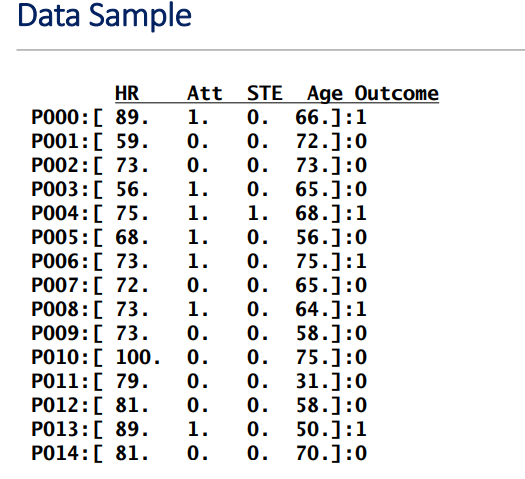 Data Sample
HR Att STE Age Outcome
P000:[ 89. 1. 0. 66.]:1
P001:[ 59. 0. 0. 72.]:0
P002:[ 73. 0. 0. 73.]:0
P003:[ 56. 1. 0. 65.]:0
P004:[ 75. 1. 1. 68.]:1
P005:[ 68. 1. 0. 56.]:0
P006:[ 73. 1. 0. 75.]:1
P007:[ 72. 0. 0. 65.]:0
P008:[ 73. 1. 0. 64.]:1
P009:[ 73. 0. 0. 58.]:0
P010:[ 100. 0. 0. 75.]:0
P011:[ 79. 0. 0. 31.]:0
P012:[ 81. 0. 0. 58.]:0
P013:[ 89. 1. 0. 50.]:1
P014:[ 81. 0. 0. 70.]:0